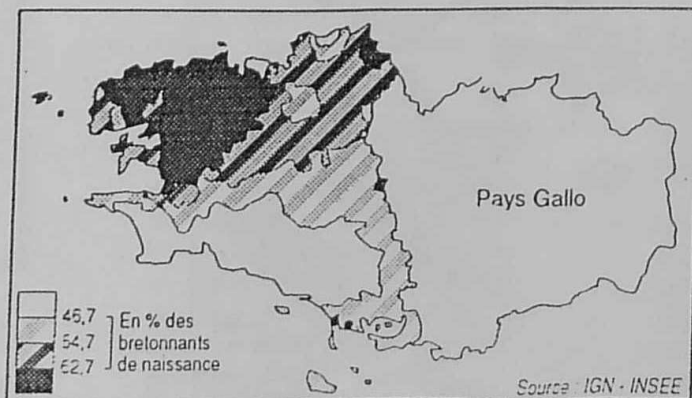 Pays Gallo
46,7
54,7
62,7
En % des
bretonnants
de naissance
Source : IGN - INSEE